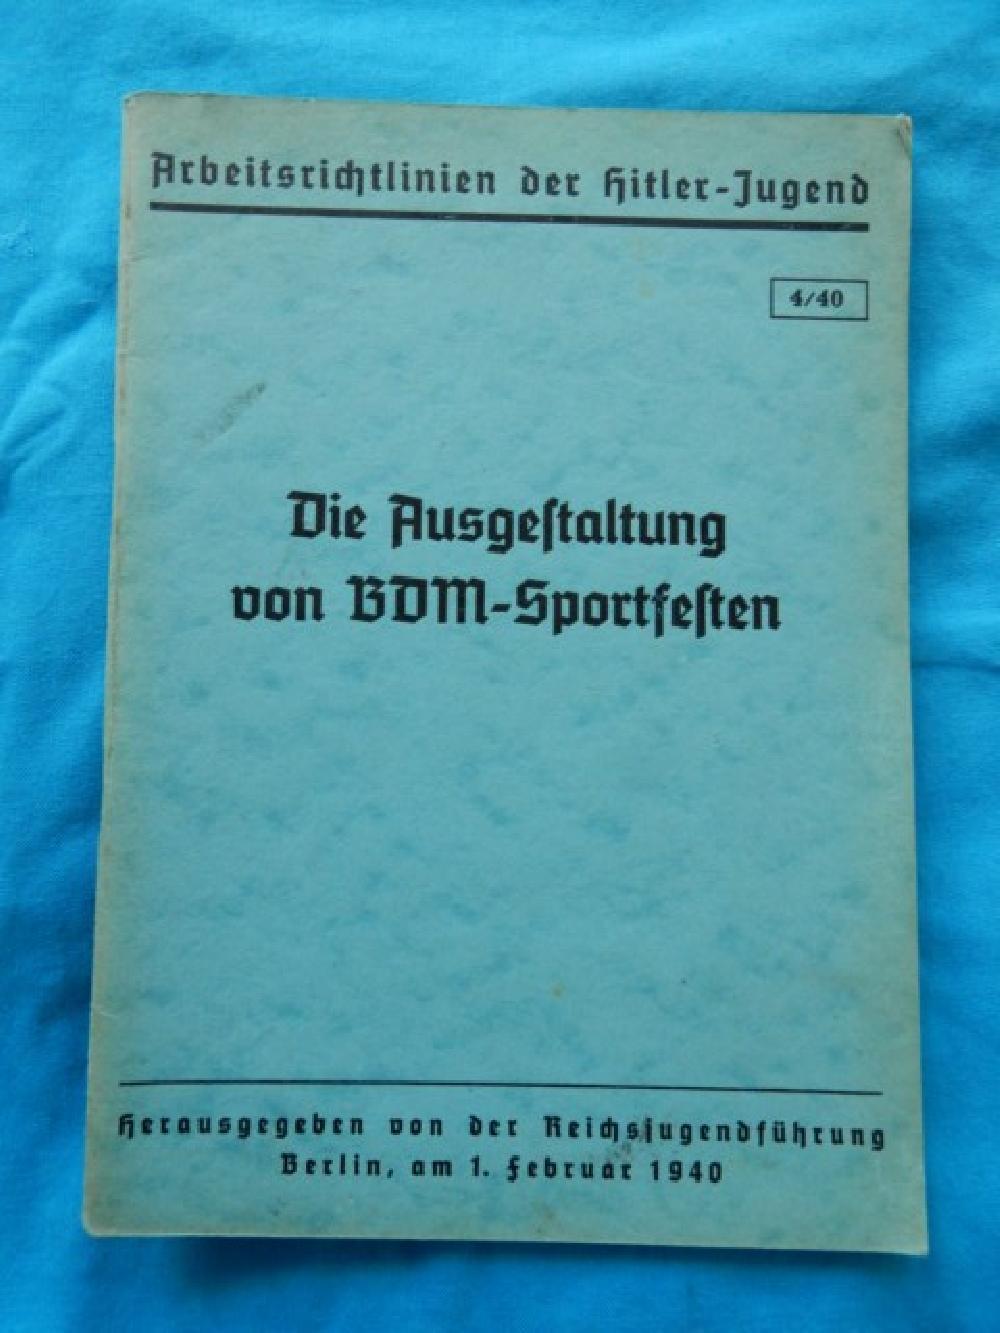 Arbeitsrichtlinien der Hitler-Jugend
4/40
Die Ausgeſtaltung
von BDM-Sportfeſten
Herausgegeben von der Reichsjugendführung
Berlin, am 1. Februar 1940